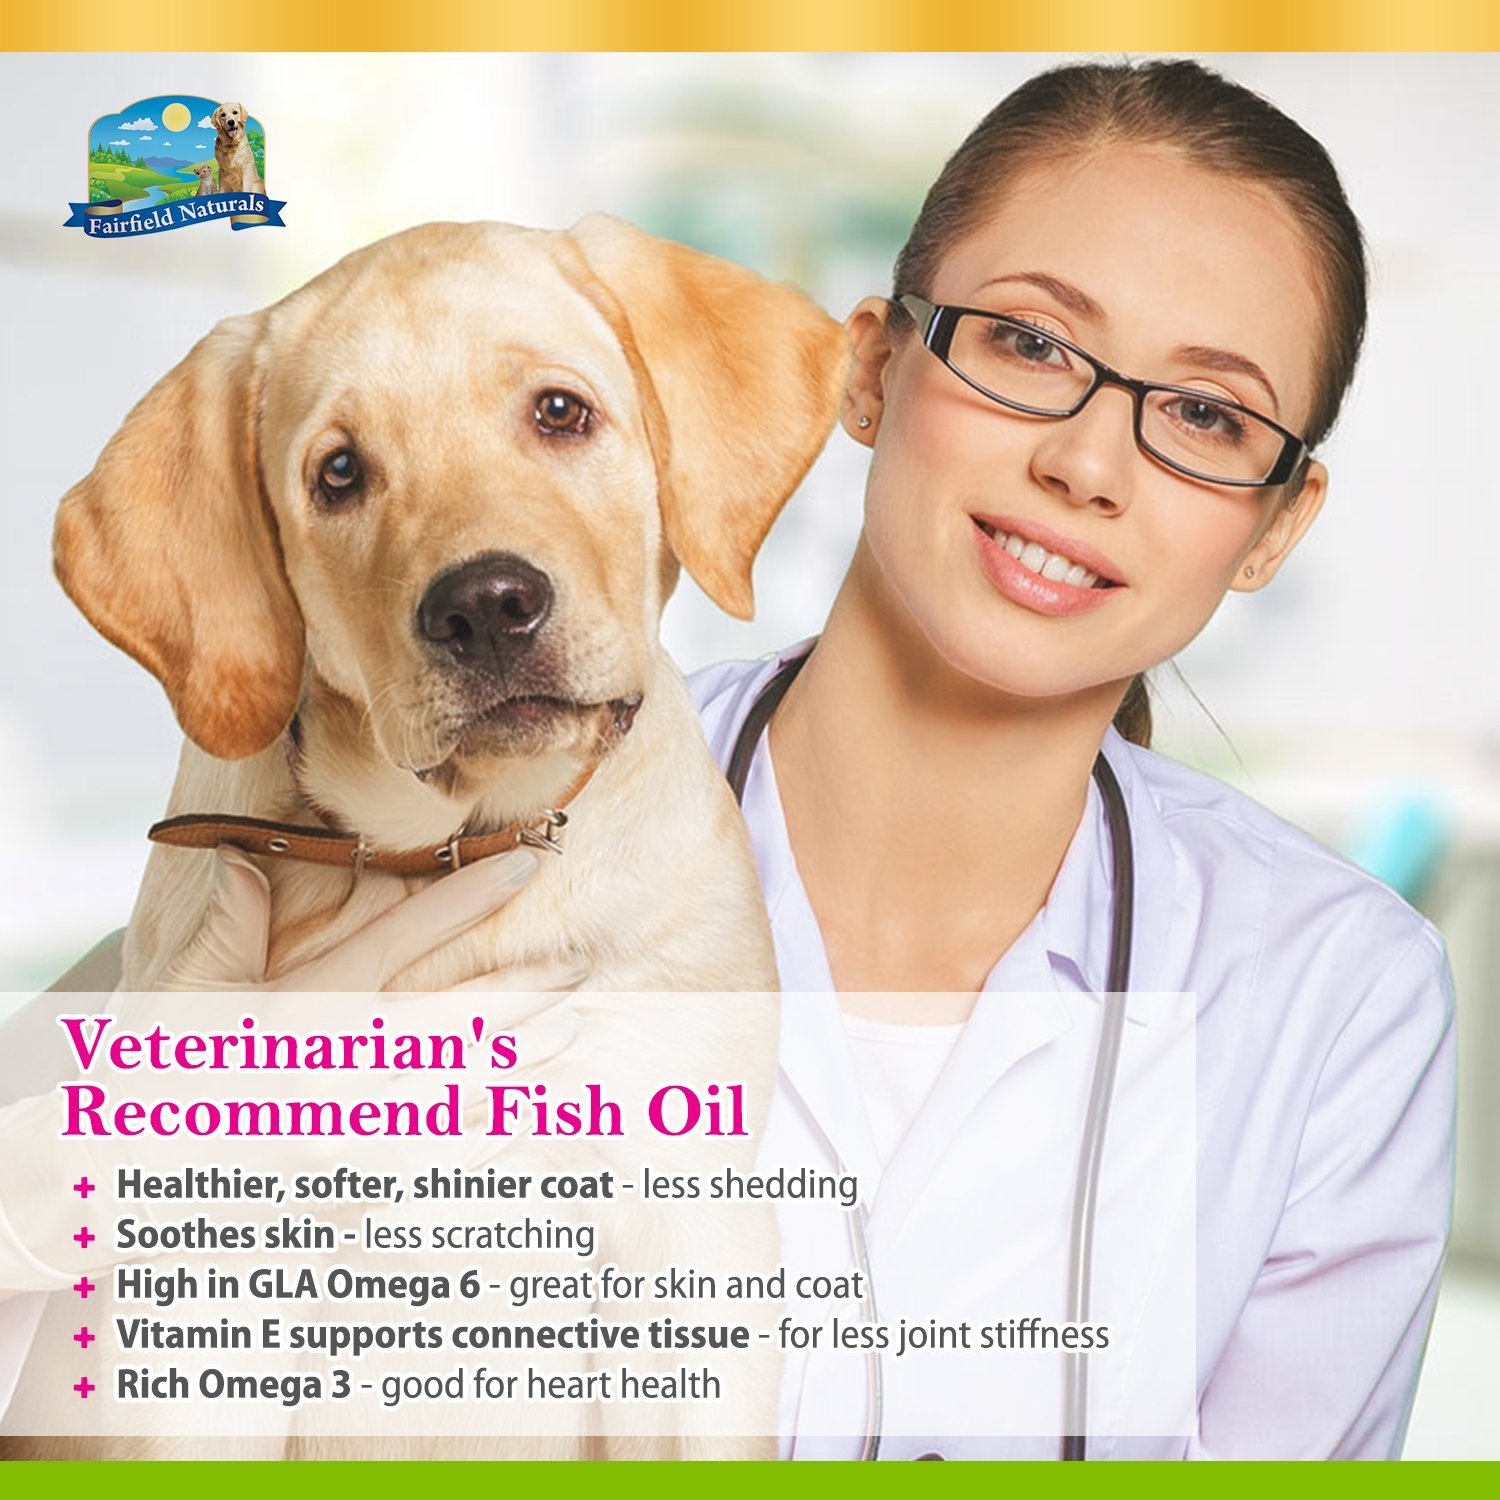 Fairfield Naturals
Veterinarian's
Recommend Fish Oil
+ Healthier, softer, shinier coat - less shedding
+ Soothes skin - less scratching
+ High in GLA Omega 6 - great for skin and coat
+ Vitamin E supports connective tissue - for less joint stiffness
+ Rich Omega 3 - good for heart health